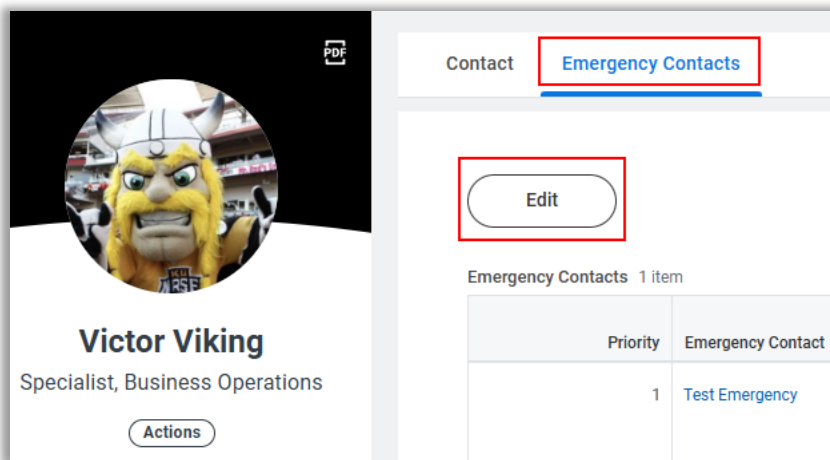 PDF
Contact
Emergency Contacts
Edit
Emergency Contacts 1 item
Priority
Emergency Contact
1
Test Emergency
Victor Viking
Specialist, Business Operations
Actions